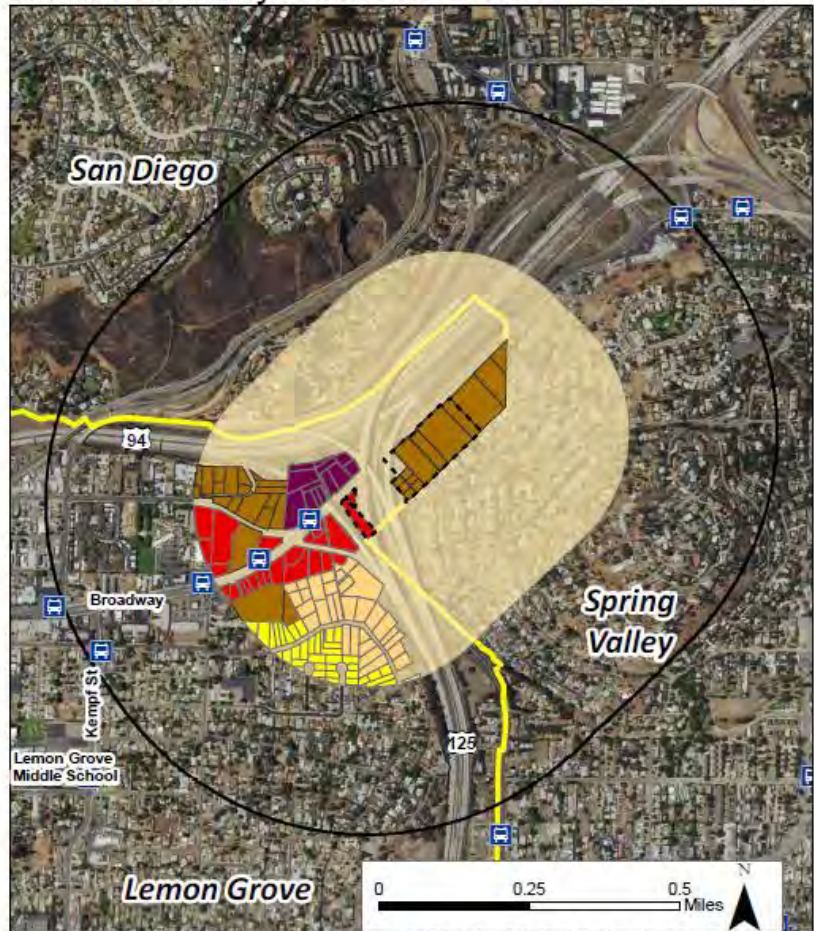 San Diego
94
Broadway
Kempf St
Spring
Valley
125
Lemon Grove
Middle School
Lemon Grove
0 0.25 0.5
Miles
N